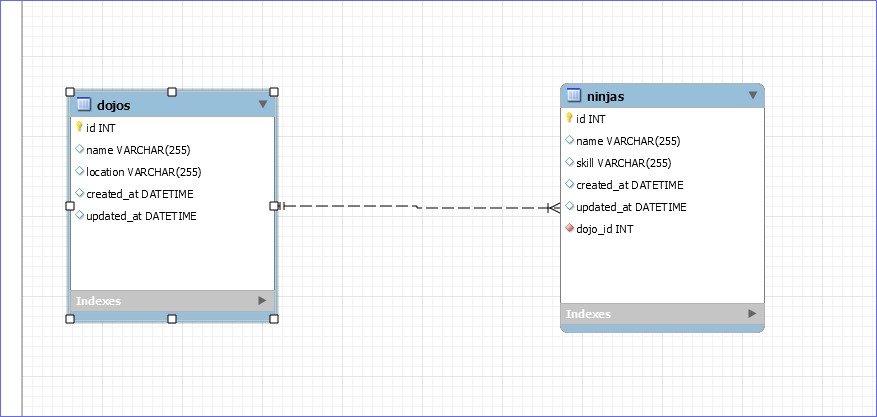 dojos
id INT
name VARCHAR(255)
location VARCHAR(255)
created_at DATETIME
updated_at DATETIME
Indexes
ninjas
id INT
name VARCHAR(255)
skill VARCHAR(255)
created_at DATETIME
updated_at DATETIME
dojo_id INT
Indexes